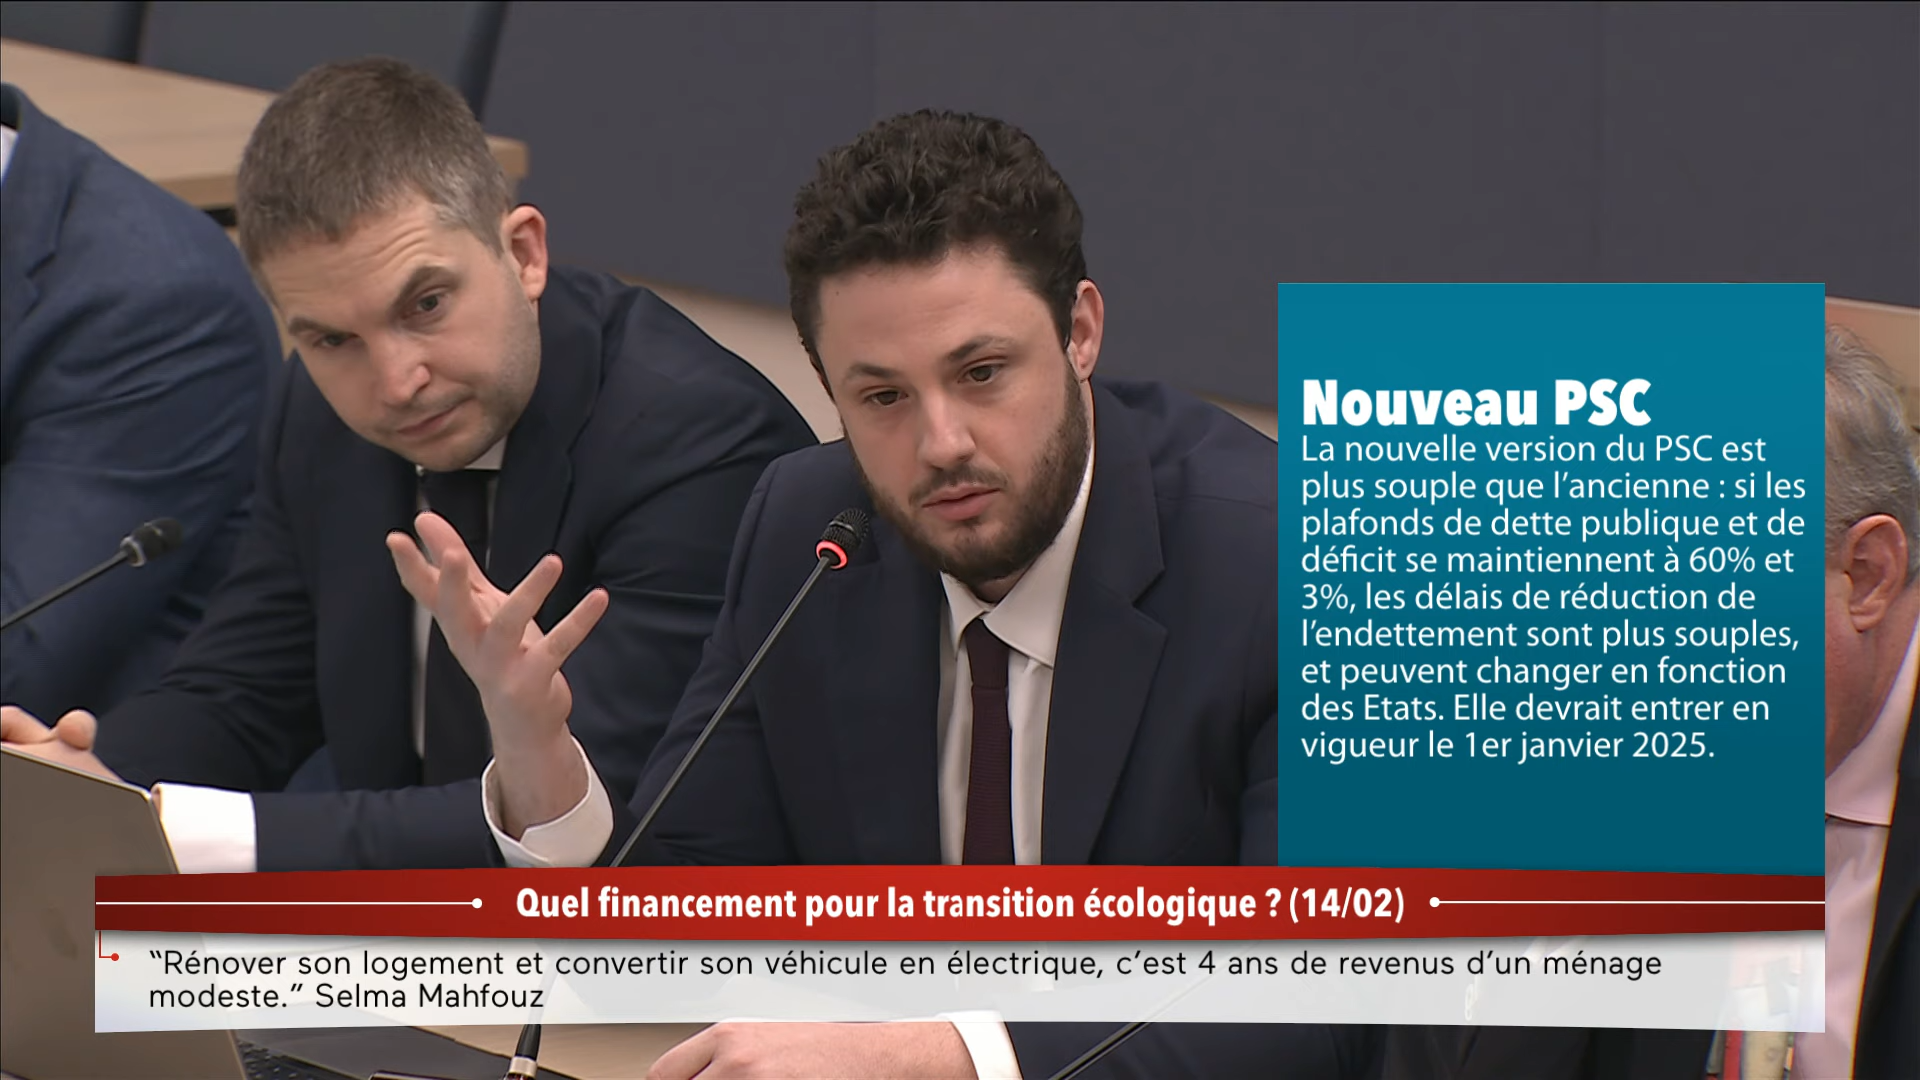 Nouveau PSC
La nouvelle version du PSC est
plus souple que l’ancienne : si les
plafonds de dette publique et de
déficit se maintiennent à 60% et
3%, les délais de réduction de
l’endettement sont plus souples,
et peuvent changer en fonction
des Etats. Elle devrait entrer en
vigueur le 1er janvier 2025.
Quel financement pour la transition écologique ? (14/02)
“Rénover son logement et convertir son véhicule en électrique, c’est 4 ans de revenus d’un ménage
modeste.” Selma Mahfouz